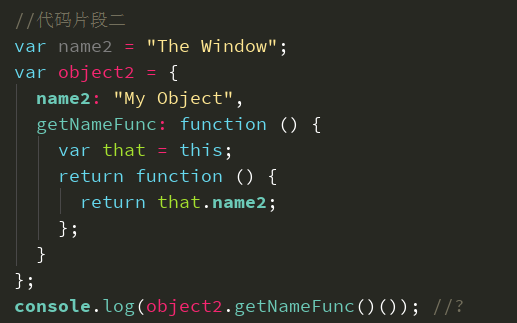 //代码片段二
var name2 = "The Window";
var object2 = {
  name2: "My Object",
  getNameFunc: function () {
    var that = this;
    return function () {
      return that.name2;
    };
  }
};
console.log(object2.getNameFunc()()); //?